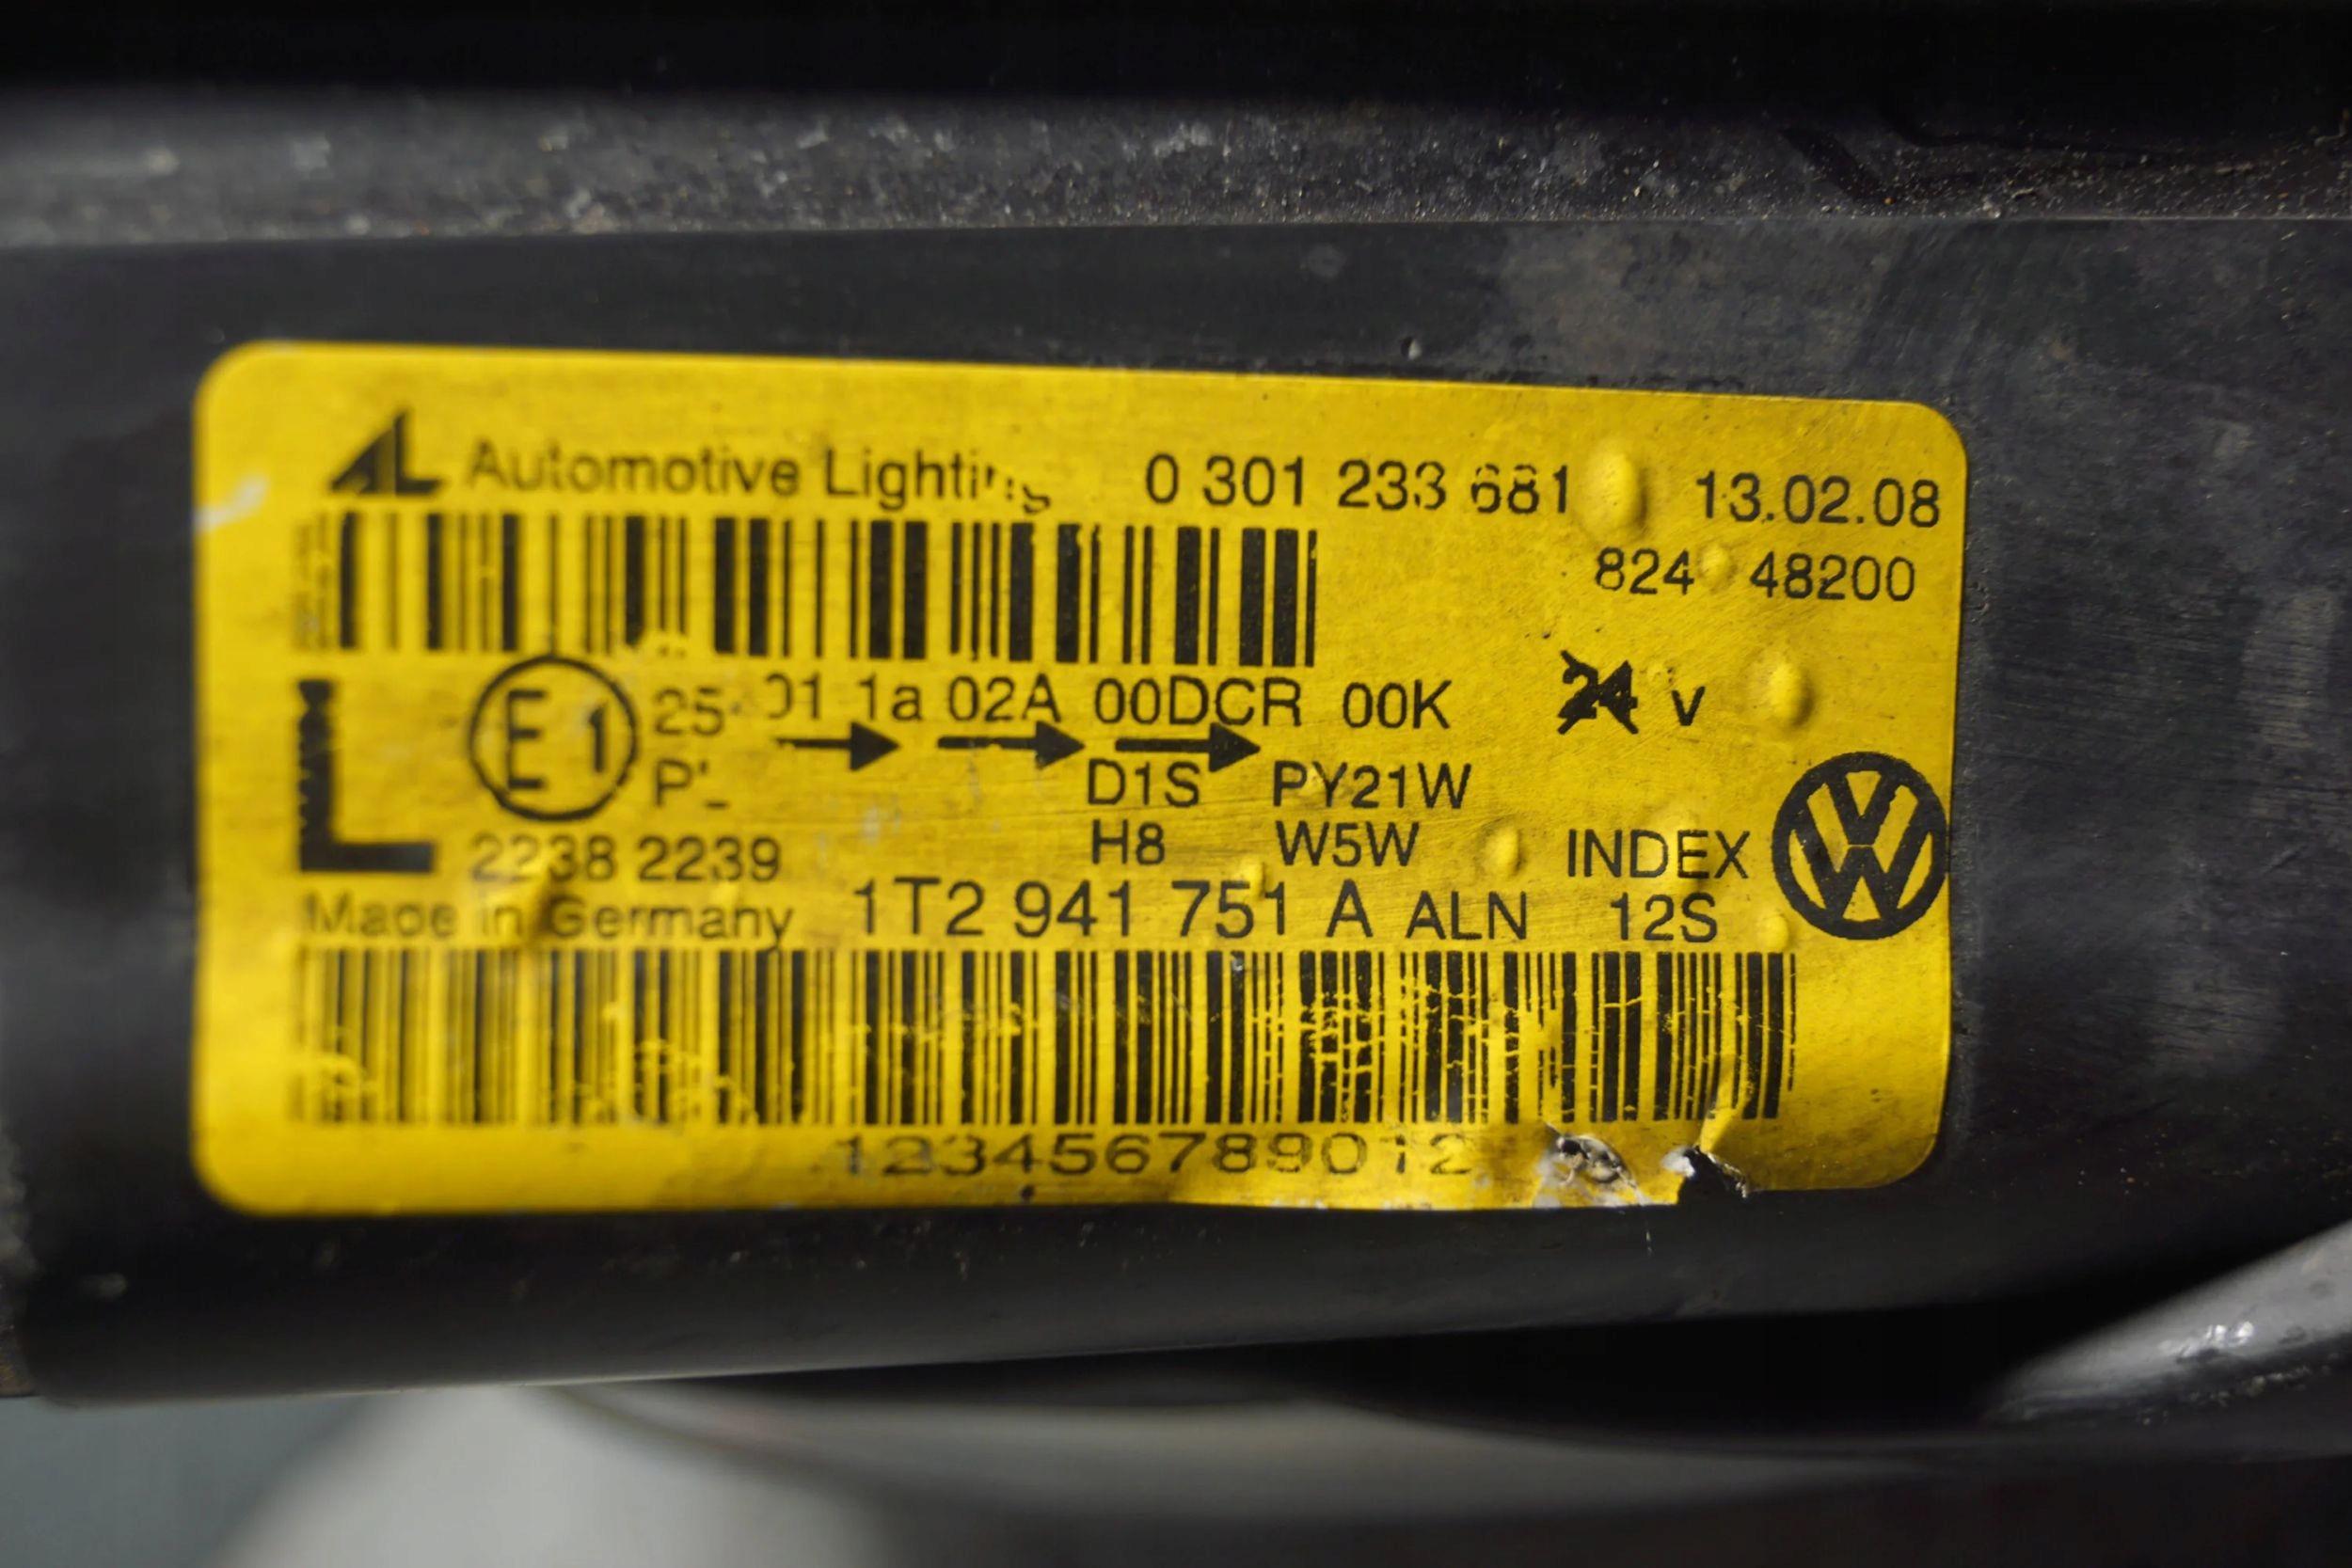 AL Automotive Lighting 0 301 233 681 13.02.08
824 48200
L E1 25 01 1a 02A 00DCR 00K 24 V
D1S PY21W
2238 2239 H8 W5W INDEX
Made in Germany 1T2 941 751 A ALN 12S
123456789012